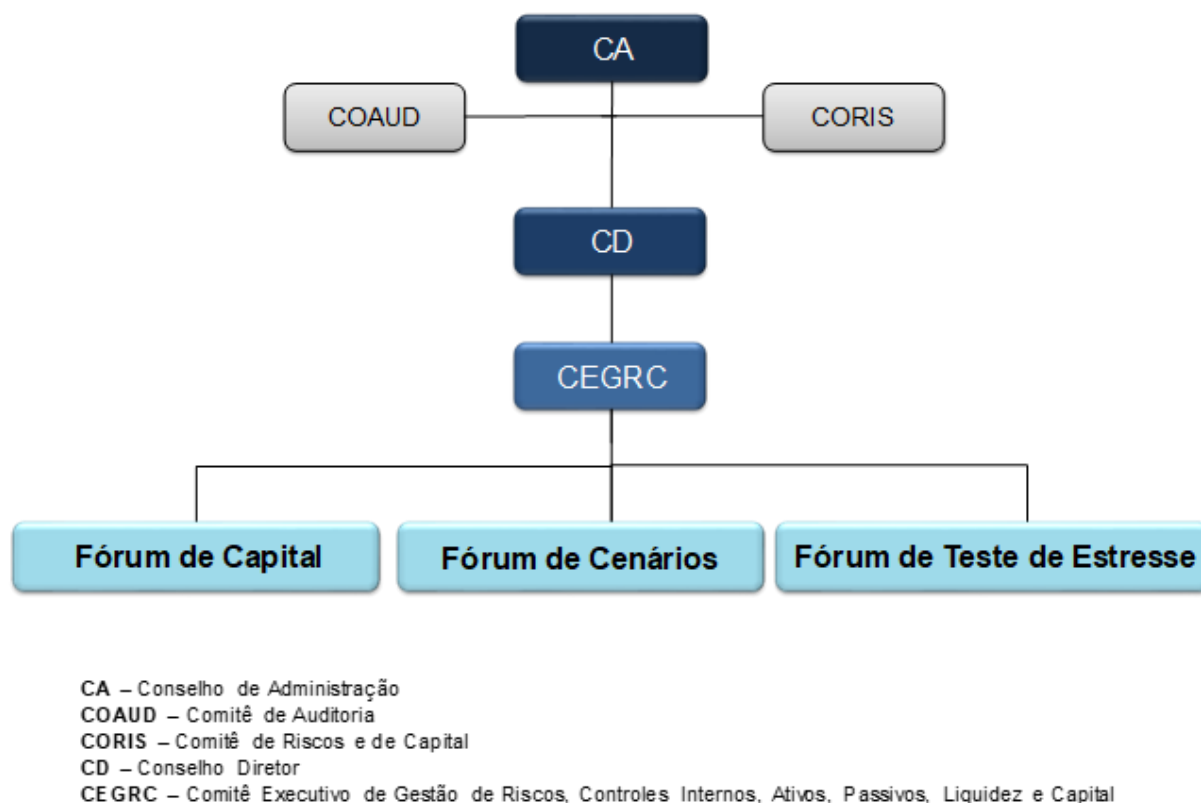 CA
COAUD
CORIS
CD
CEGRC
Fórum de Capital
Fórum de Cenários
Fórum de Teste de Estresse
CA – Conselho de Administração
COAUD – Comitê de Auditoria
CORIS – Comitê de Riscos e de Capital
CD – Conselho Diretor
CEGRC – Comitê Executivo de Gestão de Riscos, Controles Internos, Ativos, Passivos, Liquidez e Capital